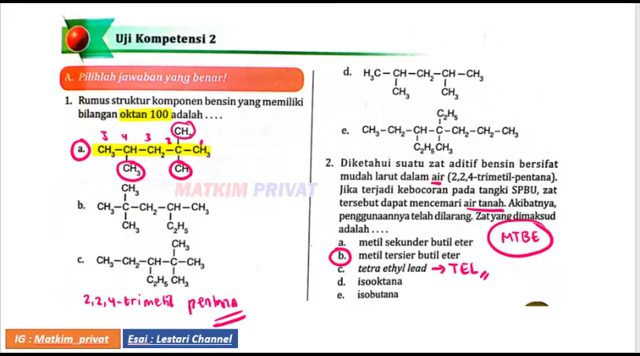 Uji Kompetensi 2
A. Pilihlah jawaban yang benar!
1. Rumus struktur komponen bensin yang memiliki
bilangan oktan 100 adalah ....
5 4 3 2 1
CH₃
a. CH₃–CH–CH₂–C–CH₃
CH₃ CH₃
CH₃
b. CH₃–C–CH₂–CH–CH₃
CH₃ C₂H₅
CH₃
c. CH₃–CH₂–CH–C–CH₃
C₂H₅ CH₃
2,2,4-trimetil pentana
d. H₃C–CH–CH₂–CH–CH₃
CH₃ CH₃
C₂H₅
e. CH₃–CH₂–CH–C–CH₂–CH₂–CH₃
C₂H₅ CH₃
2. Diketahui suatu zat aditif bensin bersifat
mudah larut dalam air (2,2,4-trimetil-pentana).
Jika terjadi kebocoran pada tangki SPBU, zat
tersebut dapat mencemari air tanah. Akibatnya,
penggunaannya telah dilarang. Zat yang dimaksud
adalah ....
MTBE
a. metil sekunder butil eter
b. metil tersier butil eter
c. tetra ethyl lead → TEL
d. isooktana
e. isobutana
MATKIM PRIVAT
IG : Matkim_privat
Esai : Lestari Channel